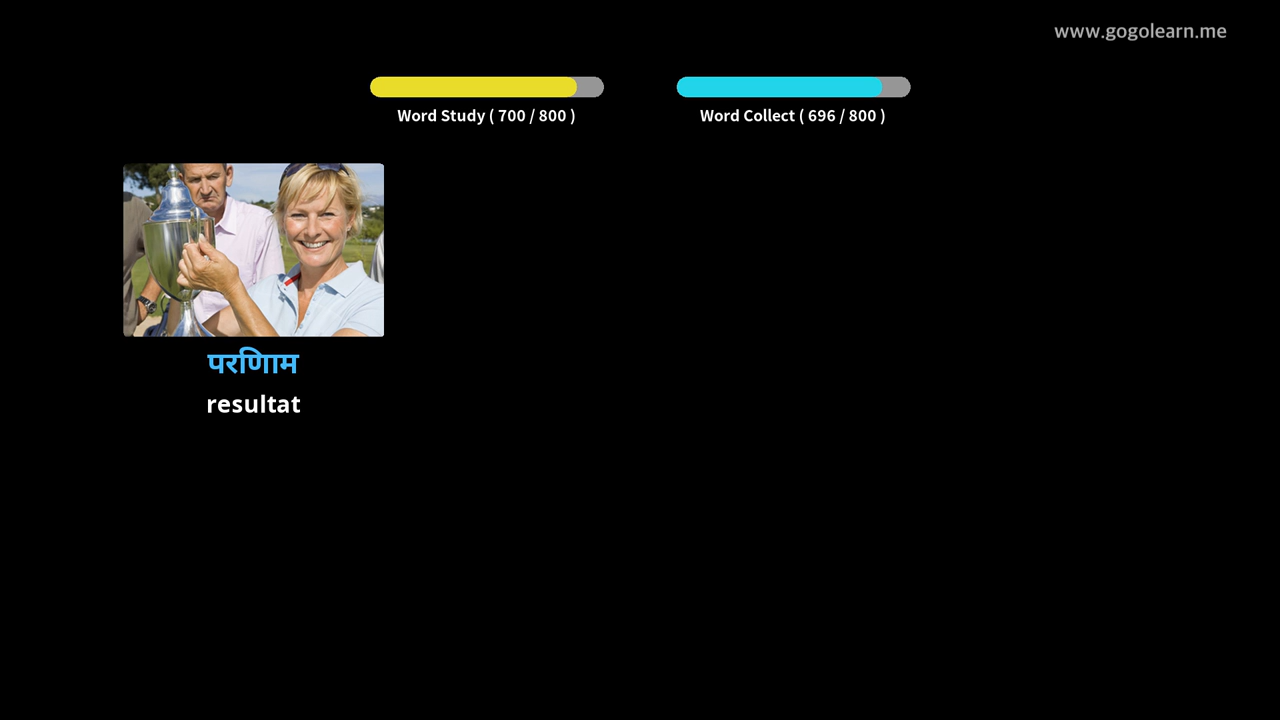 www.gogolearn.me
Word Study ( 700 / 800 )
Word Collect ( 696 / 800 )
परिणाम
resultat